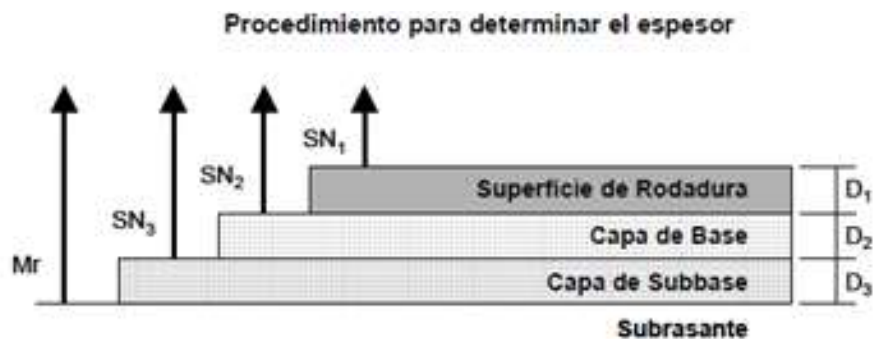 Procedimiento para determinar el espesor
SN₁
SN₂
SN₃
Mr
Superficie de Rodadura
D₁
Capa de Base
D₂
Capa de Subbase
D₃
Subrasante